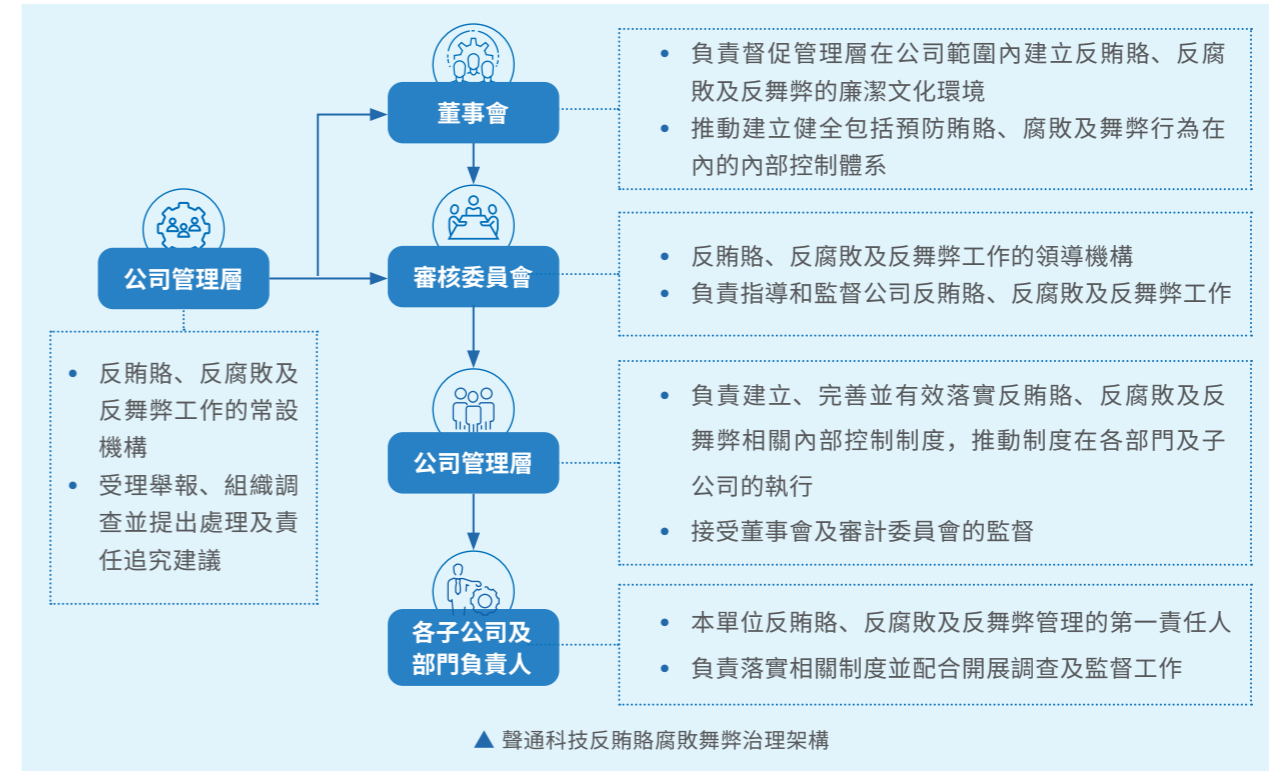 董事會
• 負責督促管理層在公司範圍內建立反賄賂、反腐
敗及反舞弊的廉潔文化環境
• 推動建立健全包括預防賄賂、腐敗及舞弊行為在
內的內部控制體系
公司管理層
• 反賄賂、反腐敗及
反舞弊工作的常設
機構
• 受理舉報、組織調
查並提出處理及責
任追究建議
審核委員會
• 反賄賂、反腐敗及反舞弊工作的領導機構
• 負責指導和監督公司反賄賂、反腐敗及反舞弊工作
公司管理層
• 負責建立、完善並有效落實反賄賂、反腐敗及反
舞弊相關內部控制制度，推動制度在各部門及子
公司的執行
• 接受董事會及審計委員會的監督
各子公司及
部門負責人
• 本單位反賄賂、反腐敗及反舞弊管理的第一責任人
• 負責落實相關制度並配合開展調查及監督工作
▲ 聲通科技反賄賂腐敗舞弊治理架構